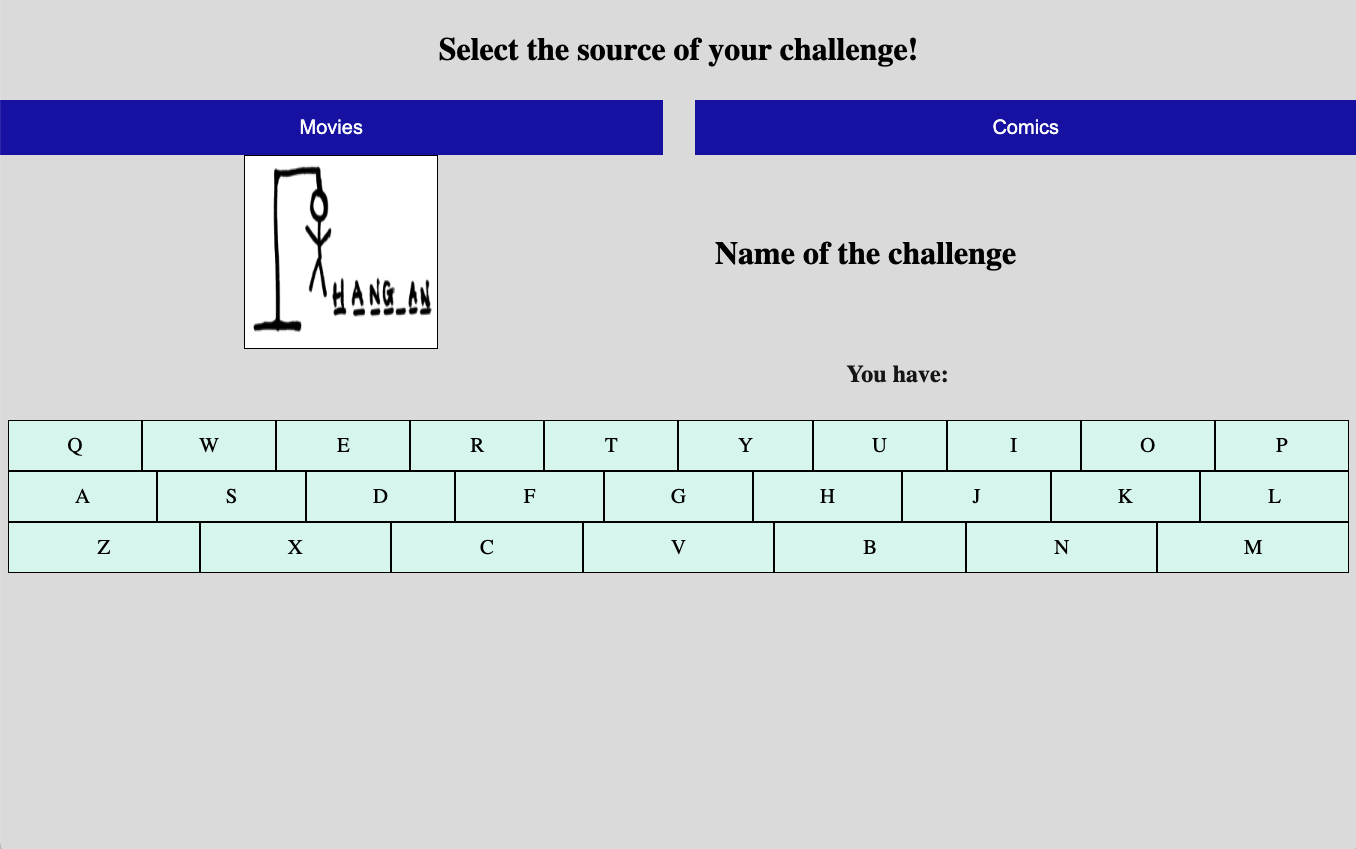 Select the source of your challenge!
Movies Comics
HANG_AN
Name of the challenge
You have:
Q W E R T Y U I O P
A S D F G H J K L
Z X C V B N M